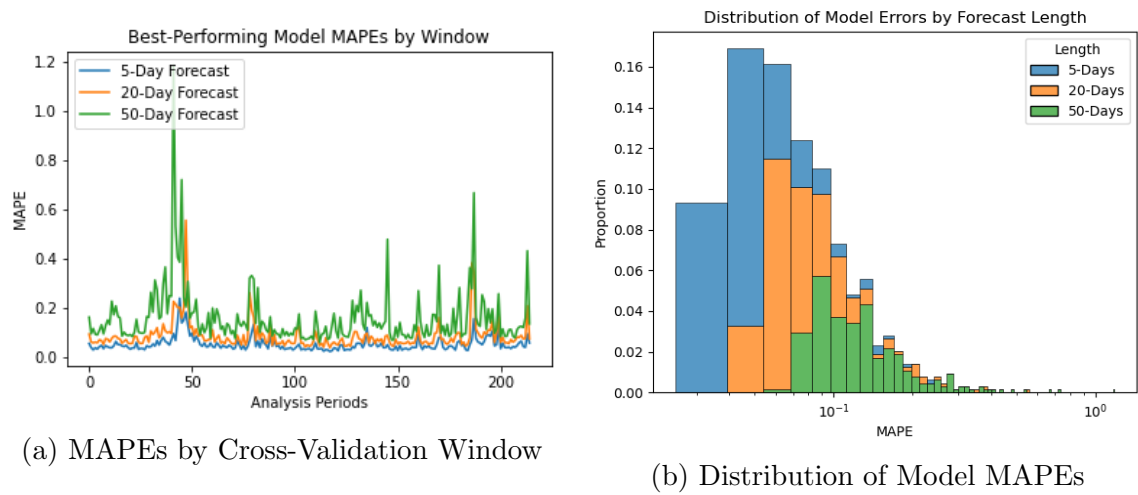 Best-Performing Model MAPEs by Window
MAPE
1.2
1.0
0.8
0.6
0.4
0.2
0.0
5-Day Forecast
20-Day Forecast
50-Day Forecast
0 50 100 150 200
Analysis Periods
(a) MAPEs by Cross-Validation Window
Distribution of Model Errors by Forecast Length
Proportion
0.16
0.14
0.12
0.10
0.08
0.06
0.04
0.02
0.00
Length
5-Days
20-Days
50-Days
10⁻¹ 10⁰
MAPE
(b) Distribution of Model MAPEs